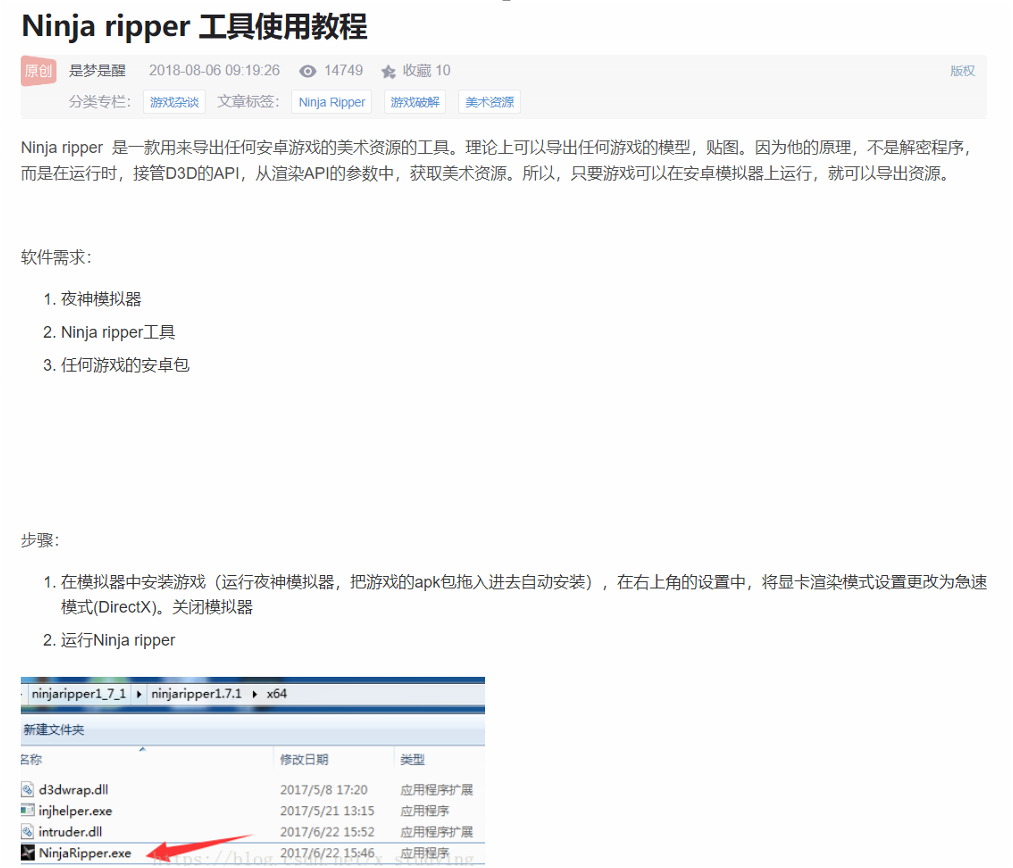 Ninja ripper 工具使用教程
原创 是梦是醒 2018-08-06 09:19:26 14749 收藏 10 版权
分类专栏： 游戏杂谈 文章标签： Ninja Ripper 游戏破解 美术资源
Ninja ripper 是一款用来导出任何安卓游戏的美术资源的工具。理论上可以导出任何游戏的模型，贴图。因为他的原理，不是解密程序，
而是在运行时，接管D3D的API，从渲染API的参数中，获取美术资源。所以，只要游戏可以在安卓模拟器上运行，就可以导出资源。
软件需求：
1. 夜神模拟器
2. Ninja ripper工具
3. 任何游戏的安卓包
步骤：
1. 在模拟器中安装游戏（运行夜神模拟器，把游戏的apk包拖入进去自动安装），在右上角的设置中，将显卡渲染模式设置更改为急速
模式(DirectX)。关闭模拟器
2. 运行Ninja ripper
ninjaripper1_7_1 ninjaripper1.7.1 x64
新建文件夹
名称 修改日期 类型
d3dwrap.dll 2017/5/8 17:20 应用程序扩展
injhelper.exe 2017/5/21 13:15 应用程序
intruder.dll 2017/6/22 15:52 应用程序扩展
NinjaRipper.exe 2017/6/22 15:46 应用程序
https://blog.csdn.net/x_studying